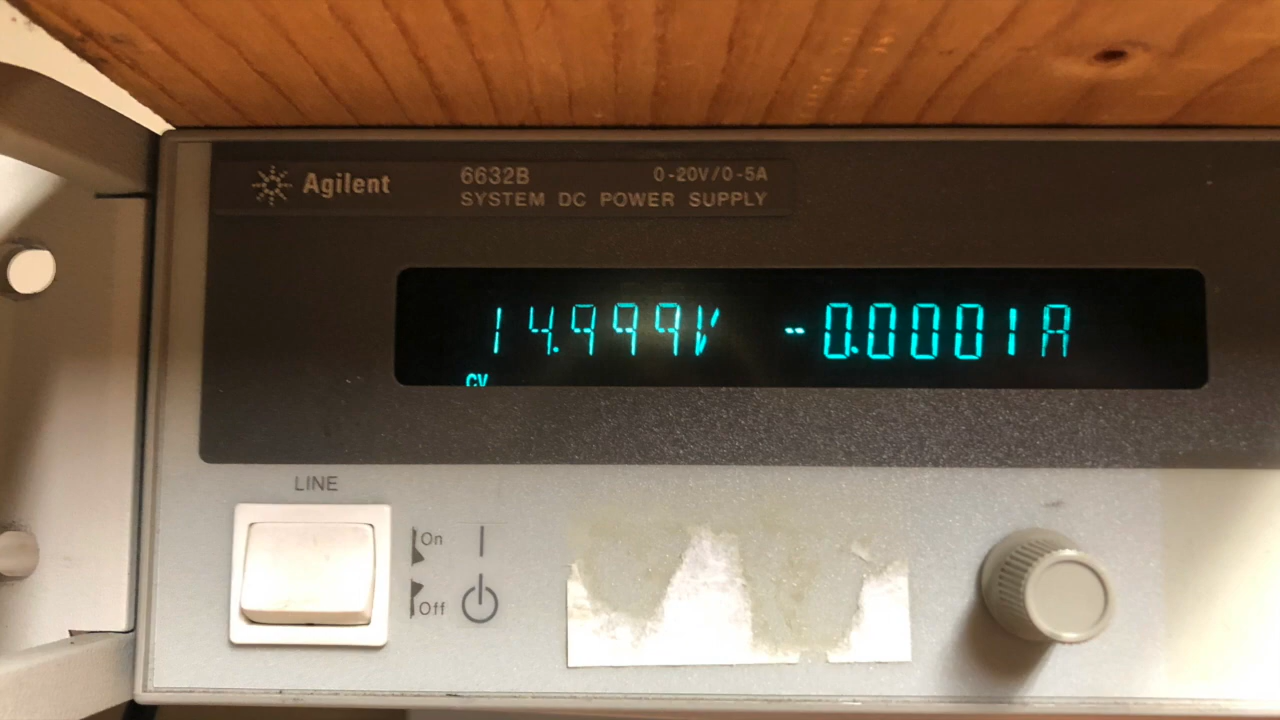 Agilent
6632B 0-20V/0-5A
SYSTEM DC POWER SUPPLY
14.999V -0.0001A
CV
LINE
On
Off